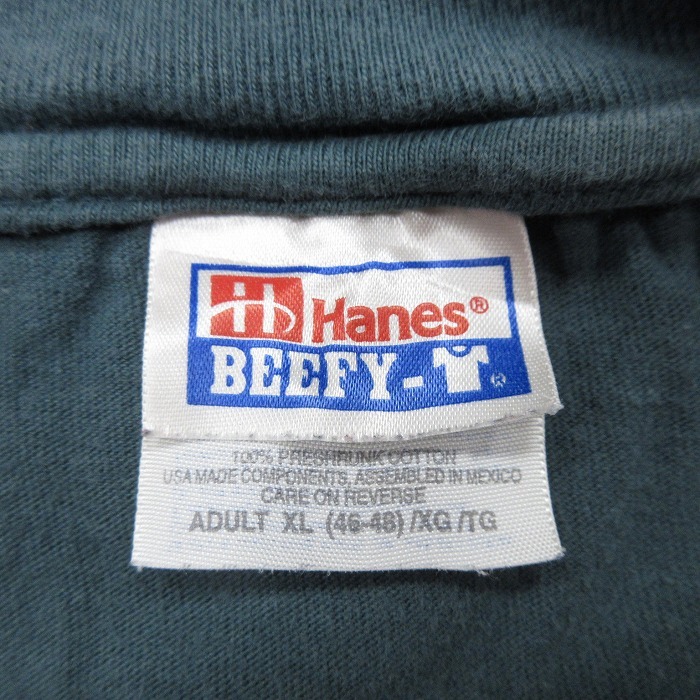 H Hanes®
BEEFY-T ®
100% PRESHRUNK COTTON
USA MADE COMPONENTS, ASSEMBLED IN MEXICO
CARE ON REVERSE
ADULT XL (46-48) /XG /TG